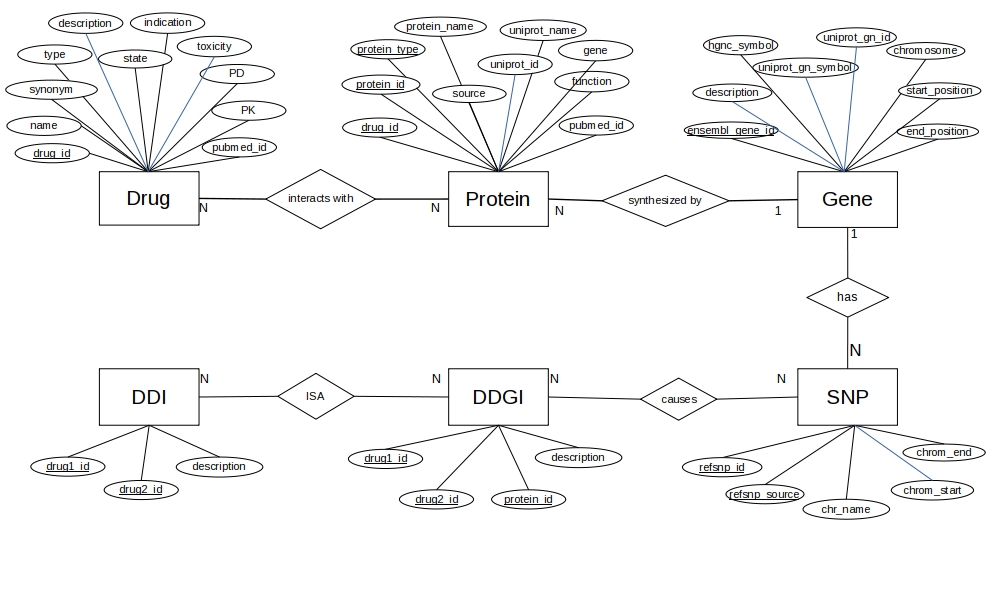 description
indication
type
state
toxicity
synonym
PD
name
PK
drug_id
pubmed_id
Drug
N
interacts with
N
protein_name
uniprot_name
protein_type
gene
uniprot_id
protein_id
source
function
drug_id
pubmed_id
Protein
N
synthesized by
1
hgnc_symbol
uniprot_gn_id
chromosome
uniprot_gn_symbol
description
start_position
ensembl_gene_id
end_position
Gene
1
has
N
DDI
N
ISA
N
DDGI
N
causes
N
SNP
drug1_id
drug2_id
description
drug1_id
drug2_id
protein_id
description
refsnp_id
refsnp_source
chr_name
chrom_start
chrom_end